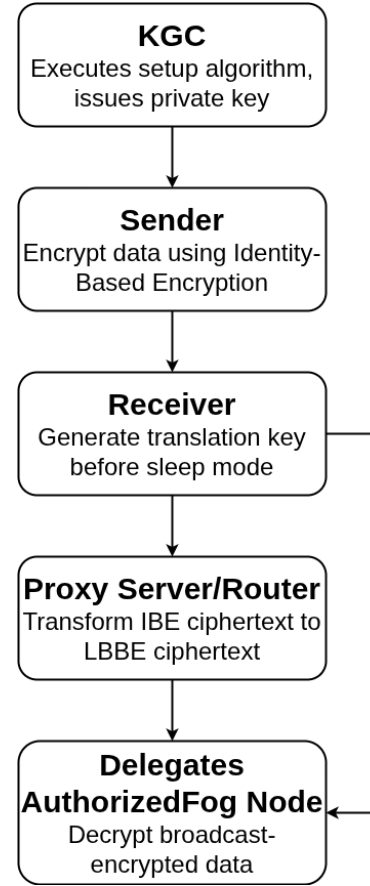 KGC
Executes setup algorithm,
issues private key
Sender
Encrypt data using Identity-
Based Encryption
Receiver
Generate translation key
before sleep mode
Proxy Server/Router
Transform IBE ciphertext to
LBBE ciphertext
Delegates
AuthorizedFog Node
Decrypt broadcast-
encrypted data